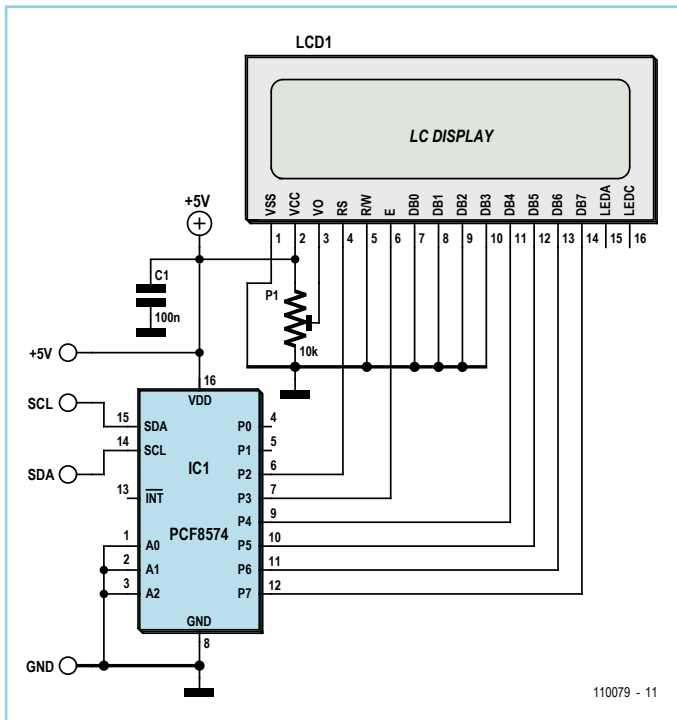 LCD1
LC DISPLAY
VSS VCC VO RS R/W E DB0 DB1 DB2 DB3 DB4 DB5 DB6 DB7 LEDA LEDC
1 2 3 4 5 6 7 8 9 10 11 12 13 14 15 16
+5V
C1
100n
P1
10k
+5V
16
VDD
SCL
15 SDA P0 4
14 SCL P1 5
SDA
IC1
P2 6
13 INT P3 7
PCF8574
P4 9
1 A0 P5 10
2 A1 P6 11
3 A2 P7 12
GND
8
GND
110079 - 11